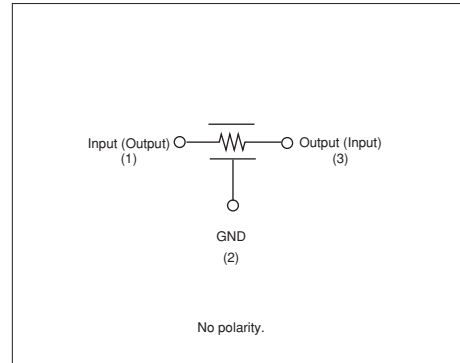 Input (Output)
(1)
Output (Input)
(3)
GND
(2)
No polarity.